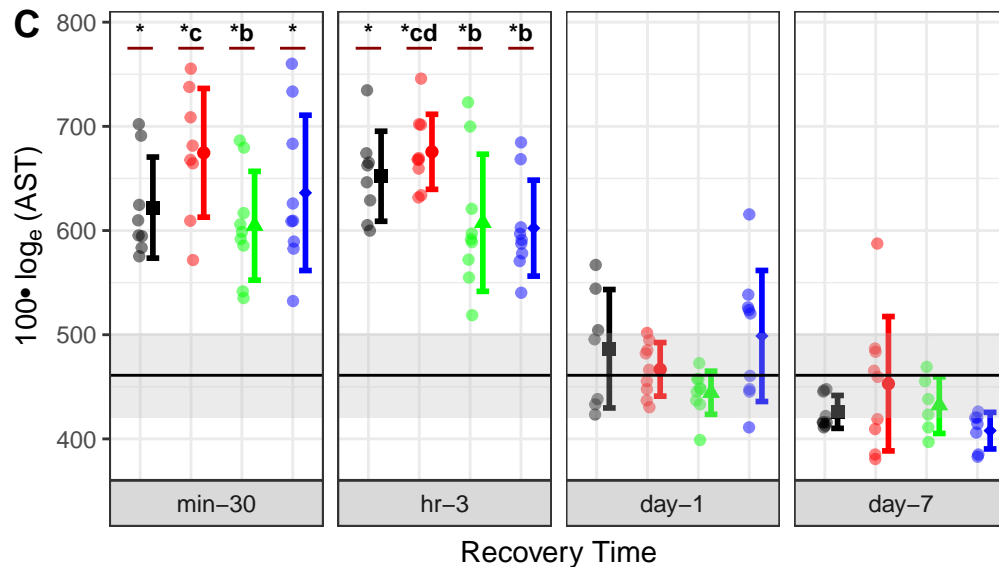 C
800
700
600
500
400
100• logₑ (AST)
* *c *b *
* *cd *b *b
min−30 hr−3 day−1 day−7
Recovery Time